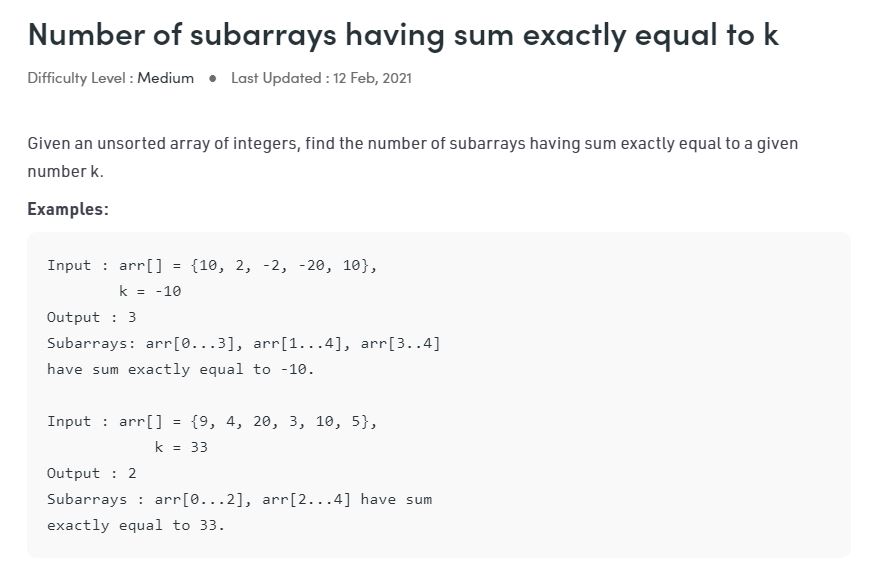 Number of subarrays having sum exactly equal to k
Difficulty Level : Medium ● Last Updated : 12 Feb, 2021
Given an unsorted array of integers, find the number of subarrays having sum exactly equal to a given
number k.
Examples:
Input : arr[] = {10, 2, -2, -20, 10},
k = -10
Output : 3
Subarrays: arr[0...3], arr[1...4], arr[3..4]
have sum exactly equal to -10.
Input : arr[] = {9, 4, 20, 3, 10, 5},
k = 33
Output : 2
Subarrays : arr[0...2], arr[2...4] have sum
exactly equal to 33.